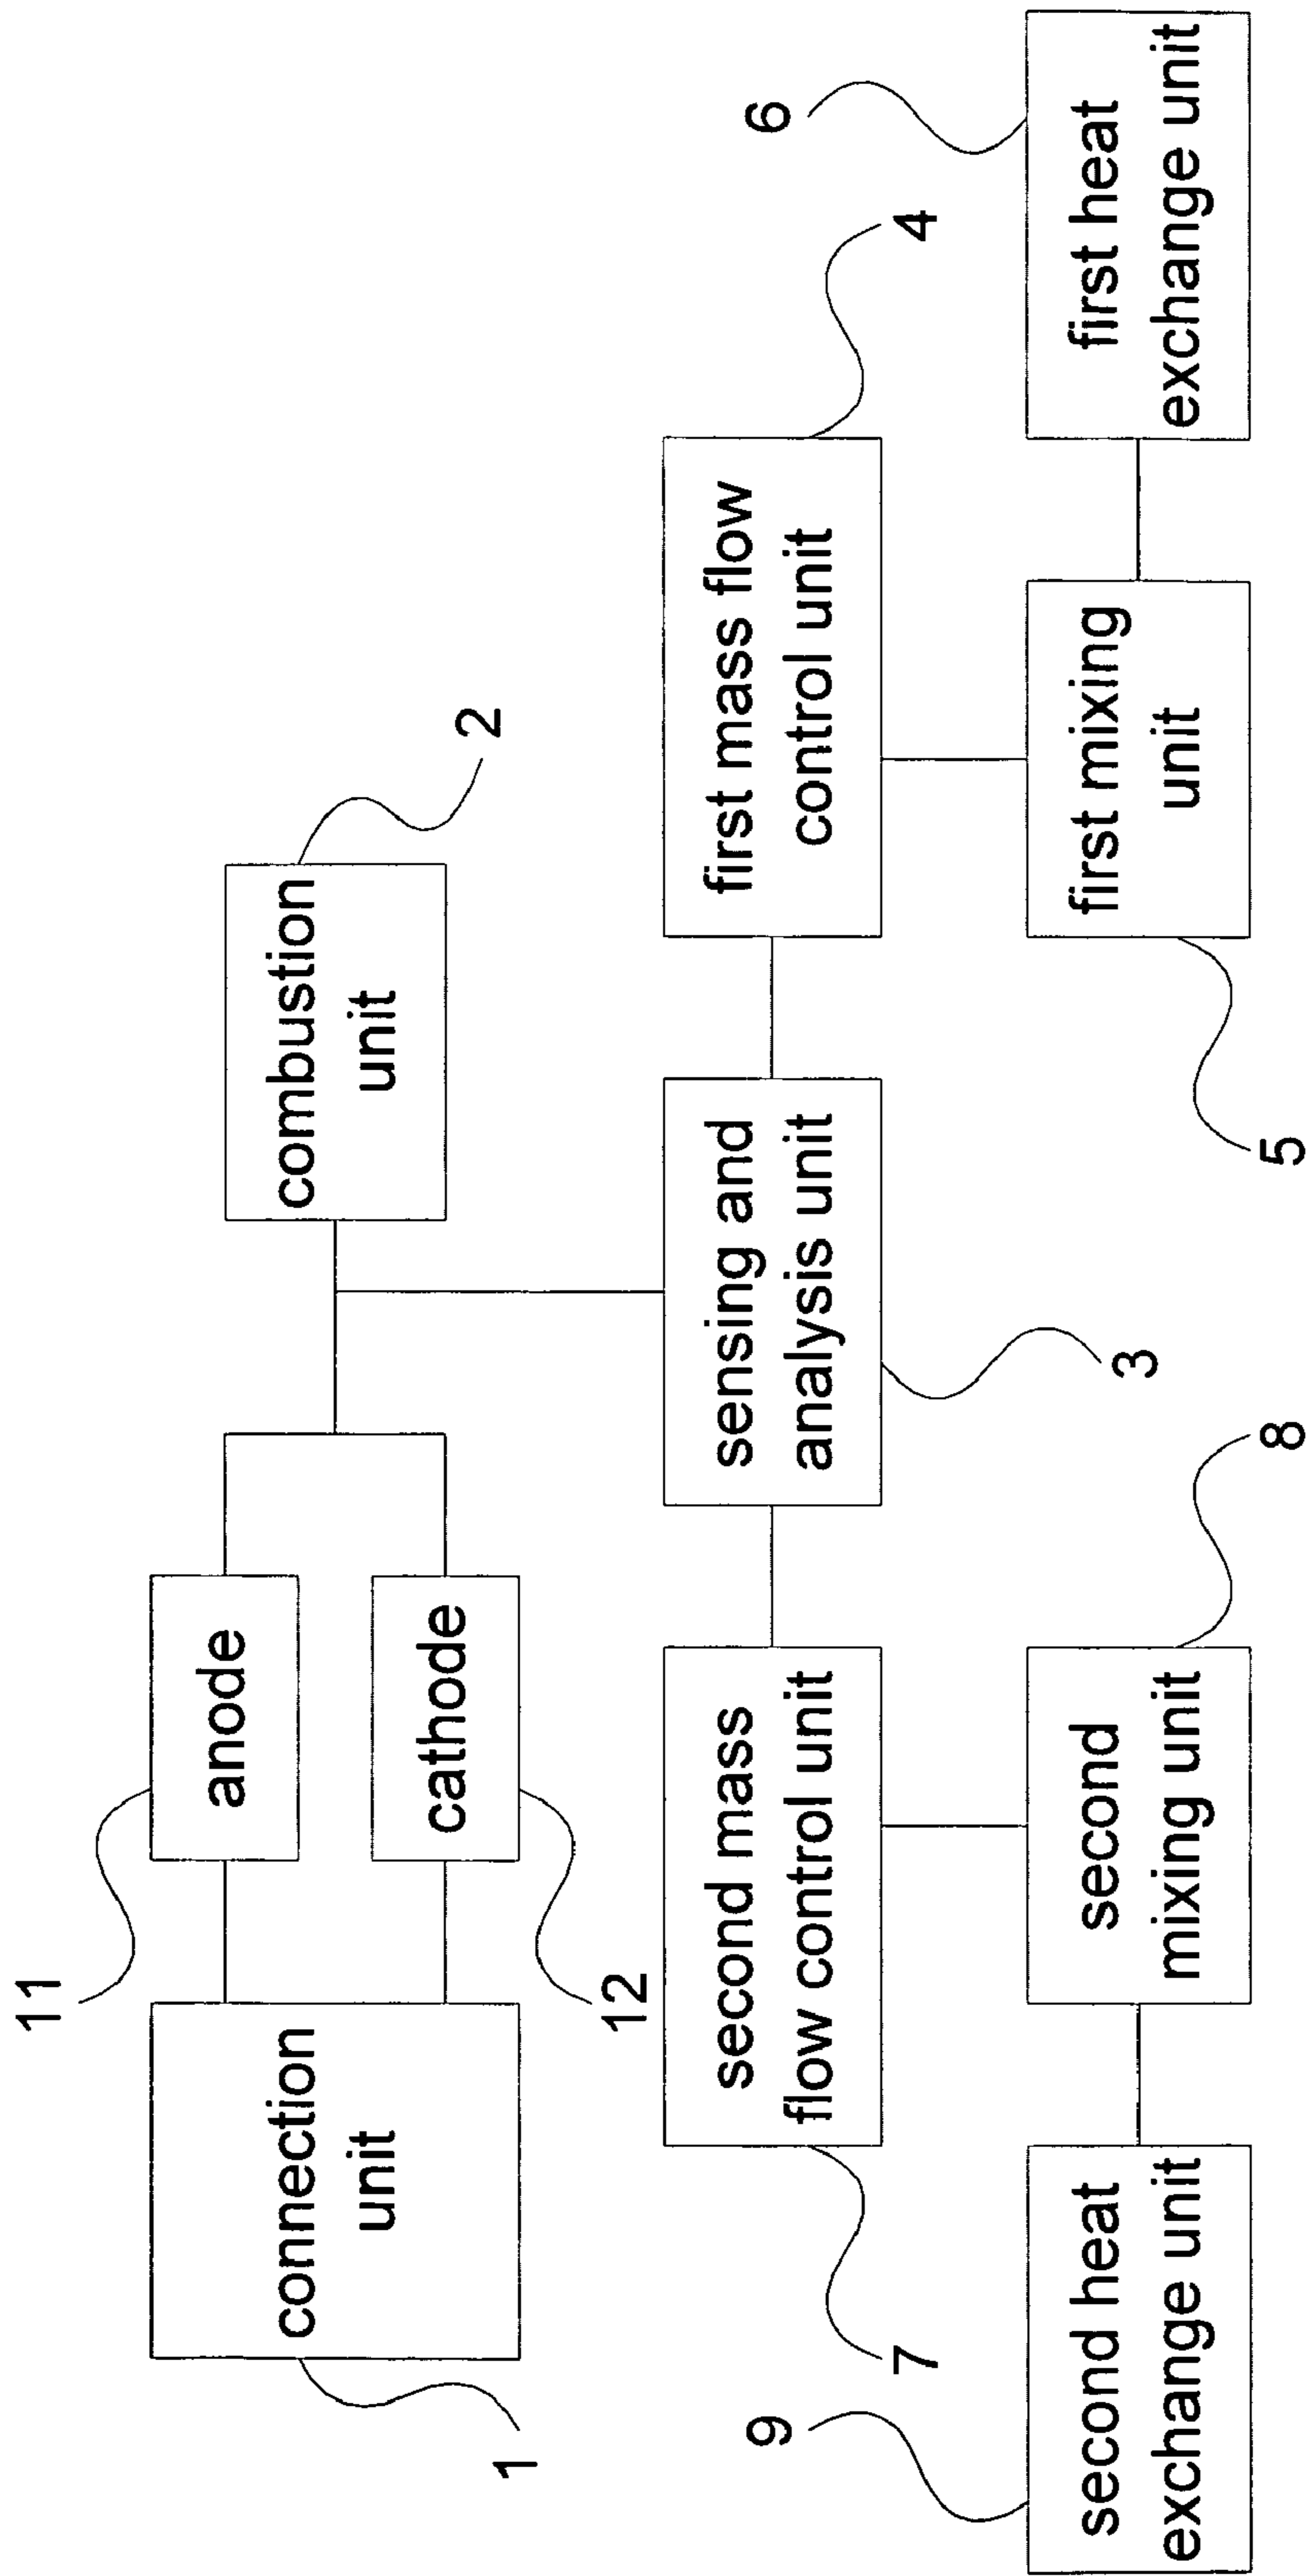 11
anode
connection
unit
combustion
unit
2
cathode
1
12
second mass
flow control unit
sensing and
analysis unit
first mass flow
control unit
4
6
7
3
9
8
second heat
exchange unit
second
mixing unit
first mixing
unit
first heat
exchange unit
5